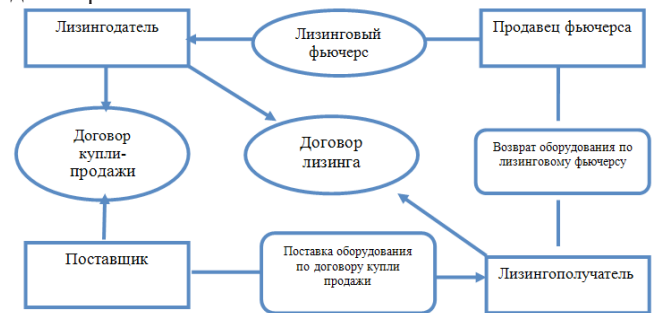 Лизингодатель
Лизинговый
фьючерс
Продавец фьючерса
Договор
купли-
продажи
Договор
лизинга
Возврат оборудования по
лизинговому фьючерсу
Поставщик
Поставка оборудования
по договору купли
продажи
Лизингополучатель